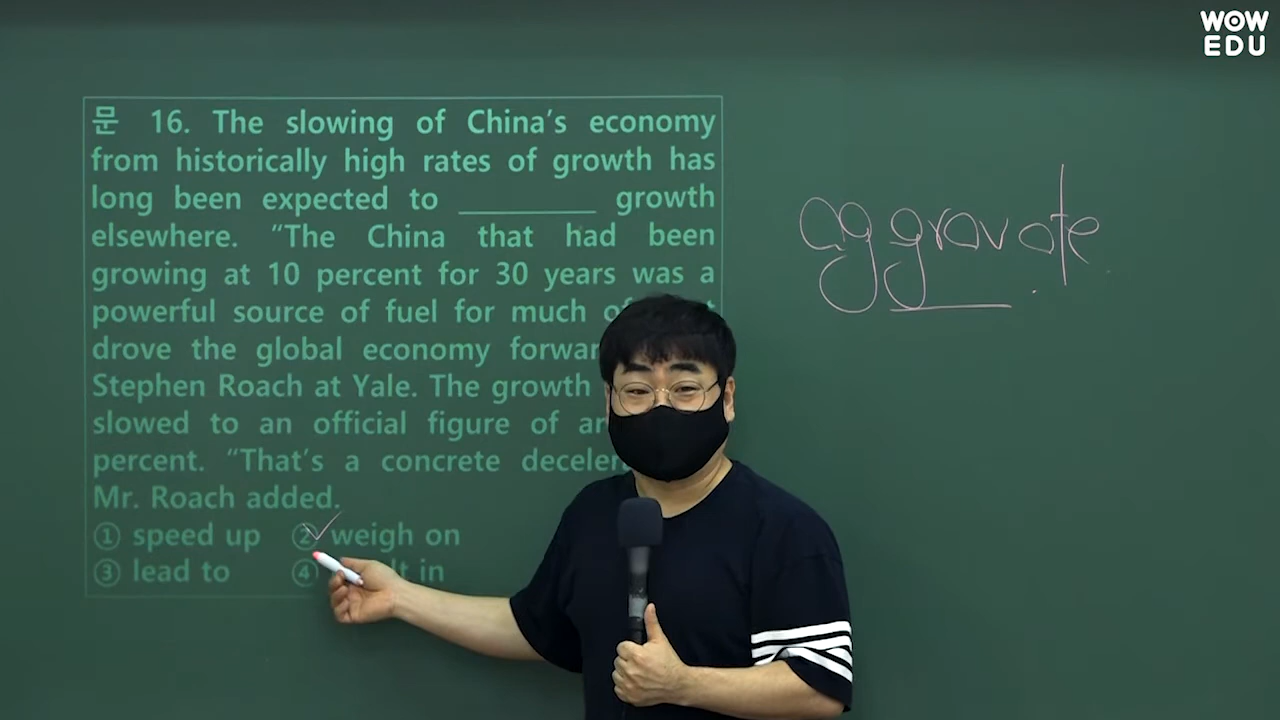 WOW
EDU
문 16. The slowing of China's economy
from historically high rates of growth has
long been expected to __________ growth
elsewhere. "The China that had been
growing at 10 percent for 30 years was a
powerful source of fuel for much of
drove the global economy
Stephen Roach at Yale. The growth
slowed to an official figure of
percent. "That's a concrete
Mr. Roach added.
① speed up ② weigh on
③ lead to ④ in
aggravate